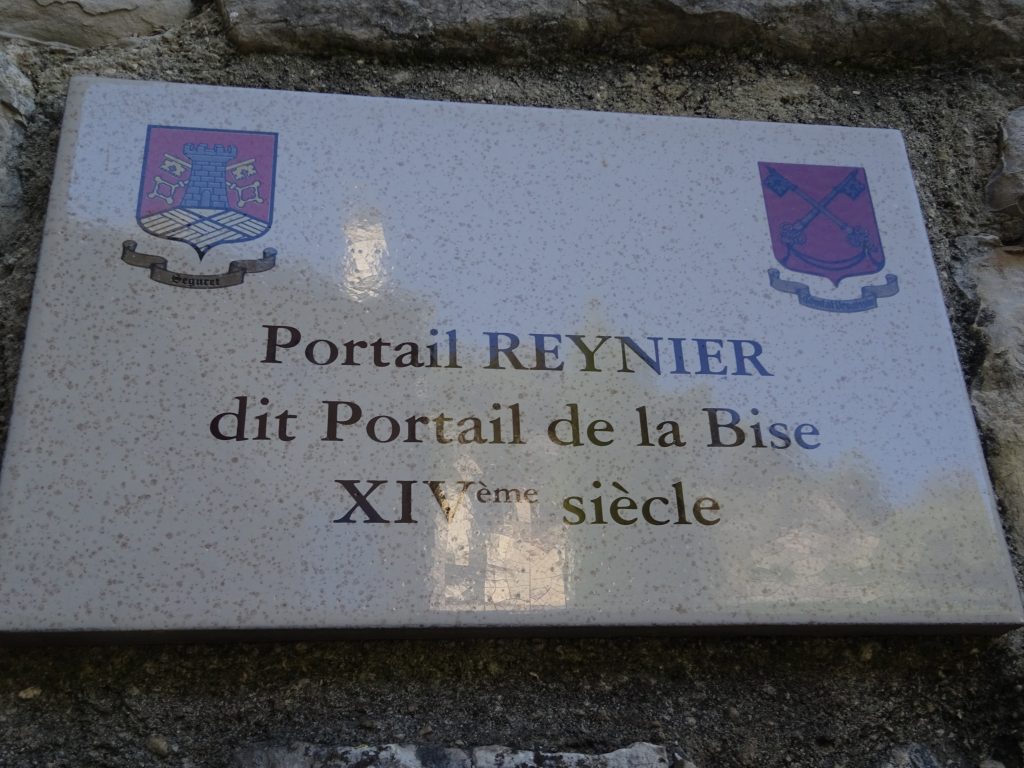 Seguret
Portail REYNIER
dit Portail de la Bise
XIVème siècle